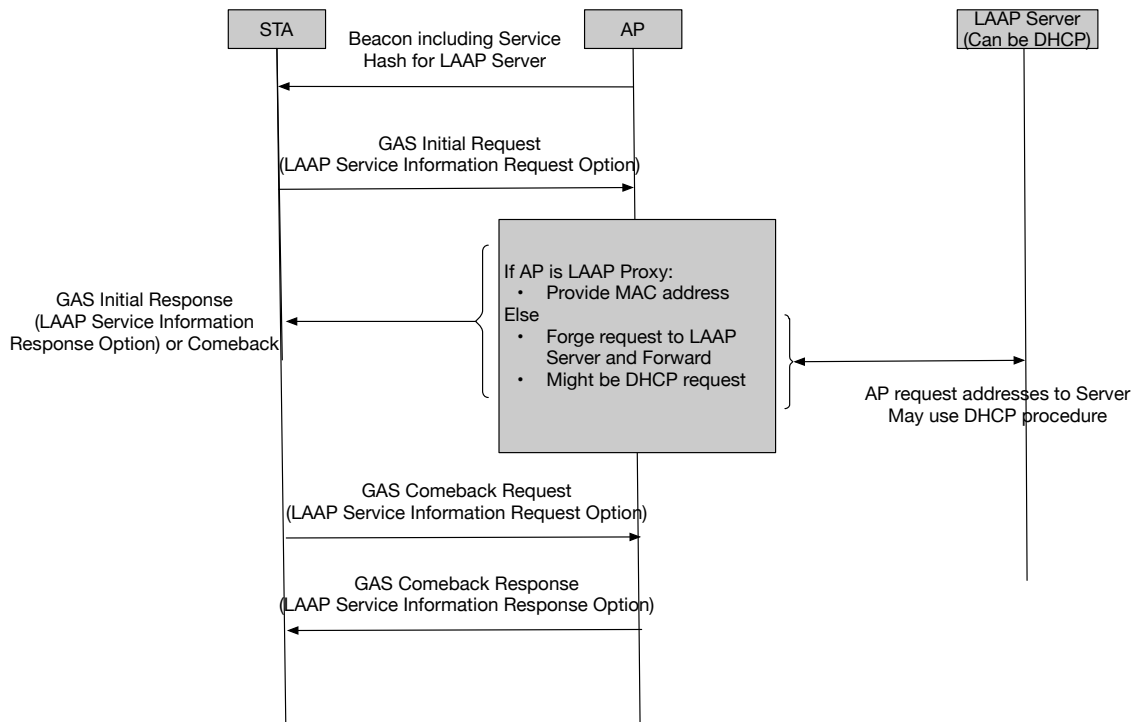 STA
AP
LAAP Server
(Can be DHCP)
Beacon including Service
Hash for LAAP Server
GAS Initial Request
(LAAP Service Information Request Option)
If AP is LAAP Proxy:
• Provide MAC address
Else
• Forge request to LAAP
Server and Forward
• Might be DHCP request
GAS Initial Response
(LAAP Service Information
Response Option) or Comeback
AP request addresses to Server
May use DHCP procedure
GAS Comeback Request
(LAAP Service Information Request Option)
GAS Comeback Response
(LAAP Service Information Response Option)